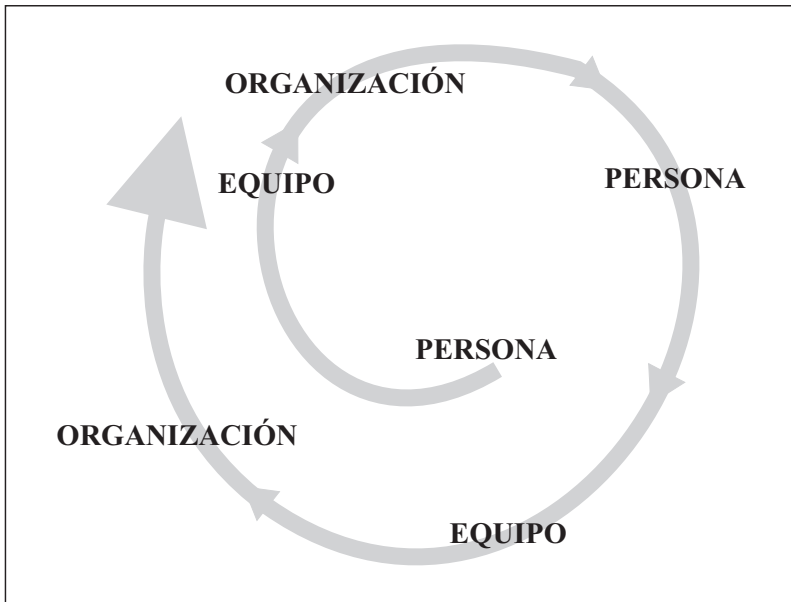 ORGANIZACIÓN
EQUIPO
PERSONA
PERSONA
ORGANIZACIÓN
EQUIPO